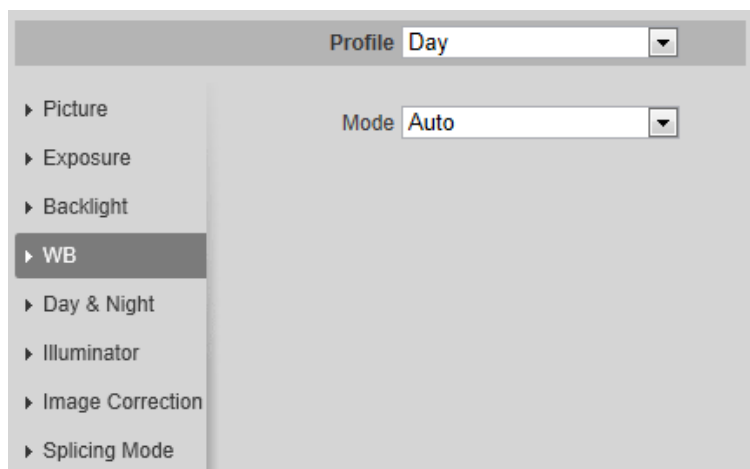 Profile Day
Picture
Mode Auto
Exposure
Backlight
WB
Day & Night
Illuminator
Image Correction
Splicing Mode